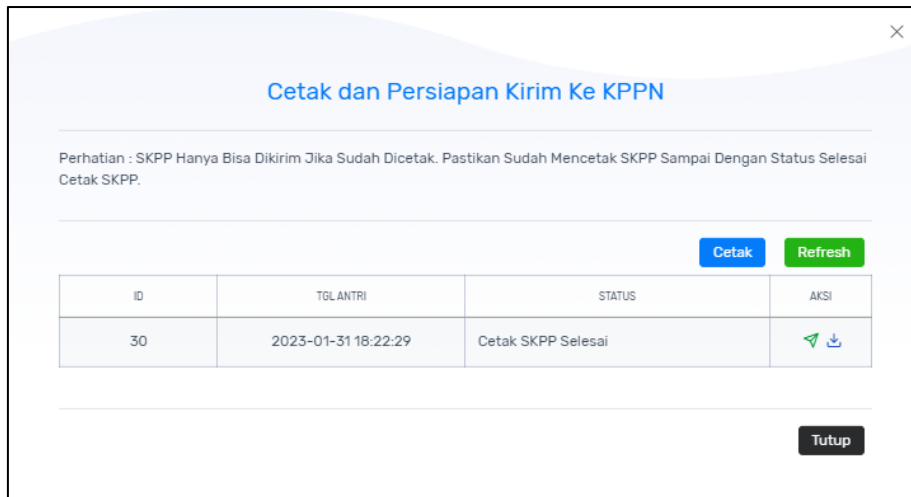 Cetak dan Persiapan Kirim Ke KPPN
Perhatian : SKPP Hanya Bisa Dikirim Jika Sudah Dicetak. Pastikan Sudah Mencetak SKPP Sampai Dengan Status Selesai
Cetak SKPP.
Cetak Refresh
ID TGL ANTRI STATUS AKSI
30 2023-01-31 18:22:29 Cetak SKPP Selesai
Tutup